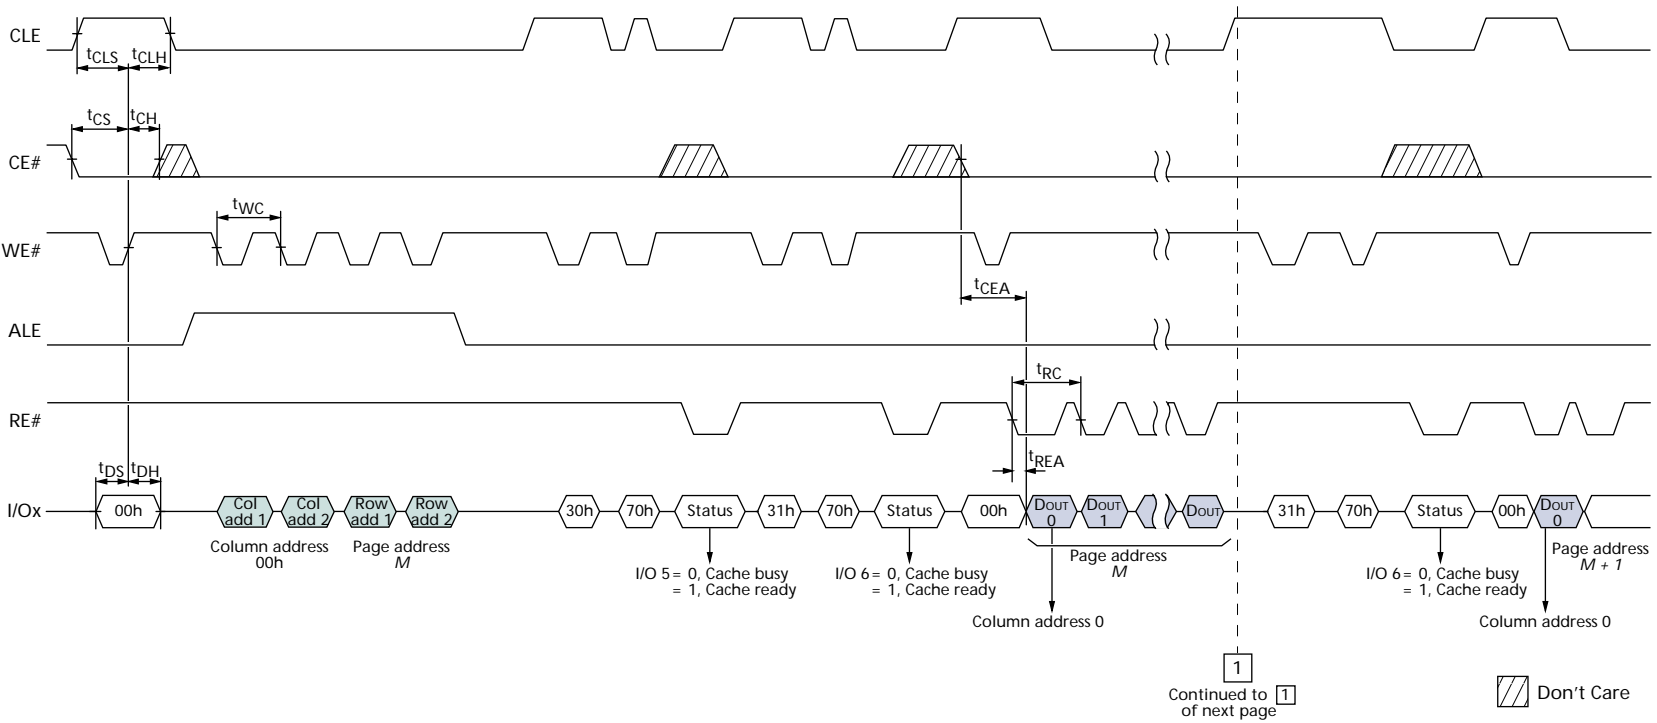 CLE
tCLS tCLH
tCS tCH
CE#
tWC
WE#
tCEA
ALE
tRC
RE#
tREA
tDS tDH
I/Ox
00h
Col add 1
Col add 2
Row add 1
Row add 2
30h
70h
Status
31h
70h
Status
00h
DOUT 0
DOUT 1
DOUT
31h
70h
Status
00h
DOUT 0
Column address
00h
Page address
M
I/O 5 = 0, Cache busy
= 1, Cache ready
I/O 6 = 0, Cache busy
= 1, Cache ready
Page address
M
Column address 0
I/O 6 = 0, Cache busy
= 1, Cache ready
Page address
M + 1
Column address 0
1
Continued to 1
of next page
Don't Care